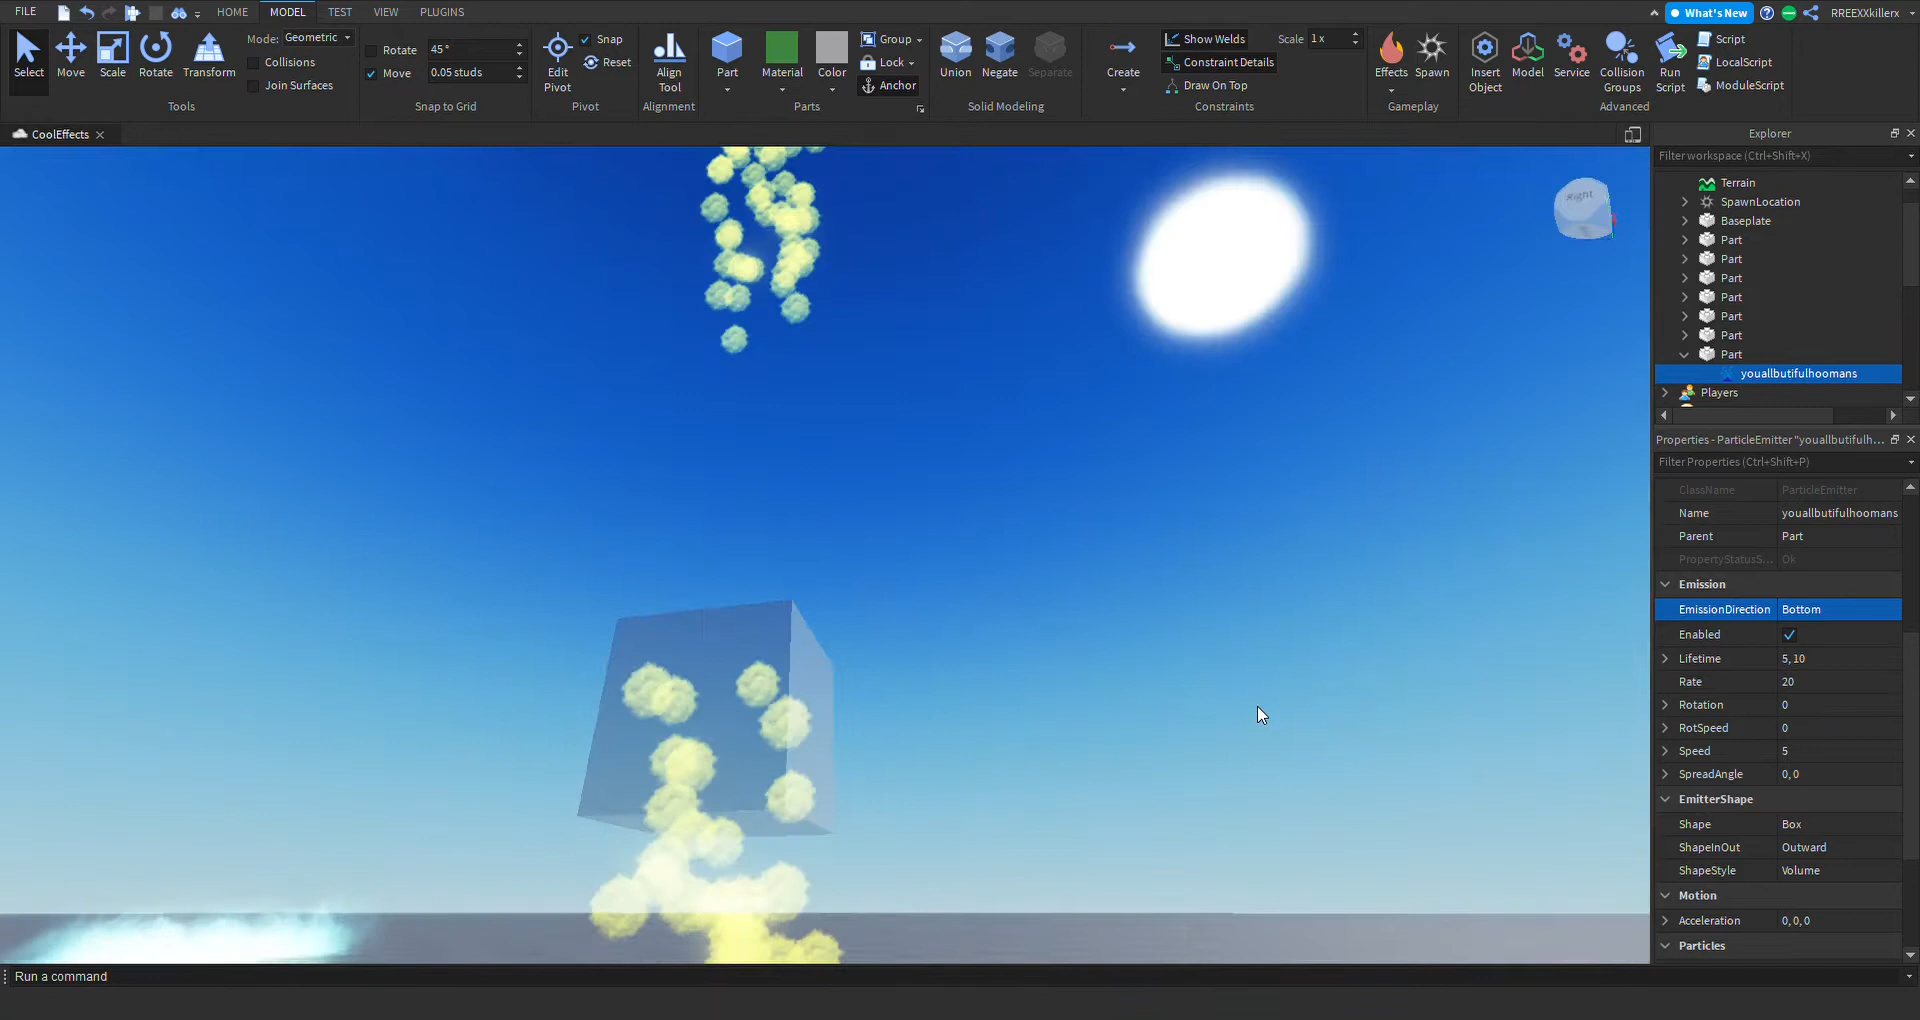 FILE HOME MODEL TEST VIEW PLUGINS What's New RREEXXkillerx
Select Move Scale Rotate Transform
Mode: Geometric
Collisions
Join Surfaces
Tools
Rotate 45°
Move 0.05 studs
Snap to Grid
Edit Pivot
Snap
Reset
Pivot
Align Tool
Alignment
Part Material Color
Group
Lock
Anchor
Parts
Union Negate Separate
Solid Modeling
Create
Show Welds
Constraint Details
Draw On Top
Scale 1 x
Constraints
Effects Spawn
Gameplay
Insert Object
Model
Service
Collision Groups
Run Script
Script
LocalScript
ModuleScript
Advanced
CoolEffects
Right
Explorer
Filter workspace (Ctrl+Shift+X)
Terrain
SpawnLocation
Baseplate
Part
Part
Part
Part
Part
Part
Part
youallbutifulhoomans
Players
Properties - ParticleEmitter "youallbutifulh...
Filter Properties (Ctrl+Shift+P)
ClassName ParticleEmitter
Name youallbutifulhoomans
Parent Part
PropertyStatusS... Ok
Emission
EmissionDirection Bottom
Enabled
Lifetime 5, 10
Rate 20
Rotation 0
RotSpeed 0
Speed 5
SpreadAngle 0, 0
EmitterShape
Shape Box
ShapeInOut Outward
ShapeStyle Volume
Motion
Acceleration 0, 0, 0
Particles
Run a command